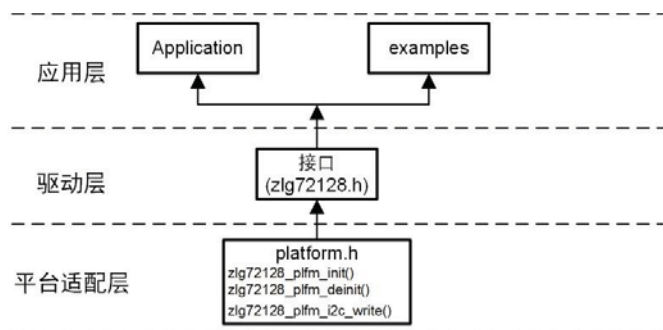 Application
examples
应用层
接口
(zlg72128.h)
驱动层
platform.h
zlg72128_plfm_init()
zlg72128_plfm_deinit()
zlg72128_plfm_i2c_write()
平台适配层